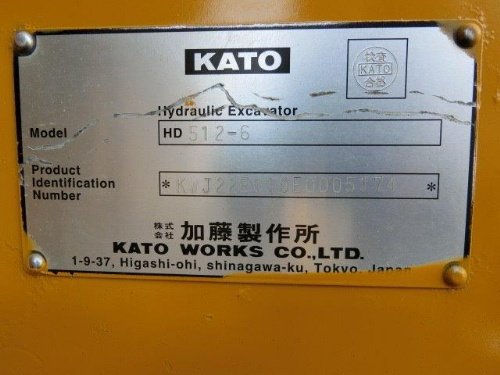 KATO
検査
KATO
合格
Hydraulic Excavator
Model HD 512-6
Product
Identification
Number
株式会社 加藤製作所
KATO WORKS CO.,LTD.
1-9-37, Higashi-ohi, shinagawa-ku, Tokyo, Japan